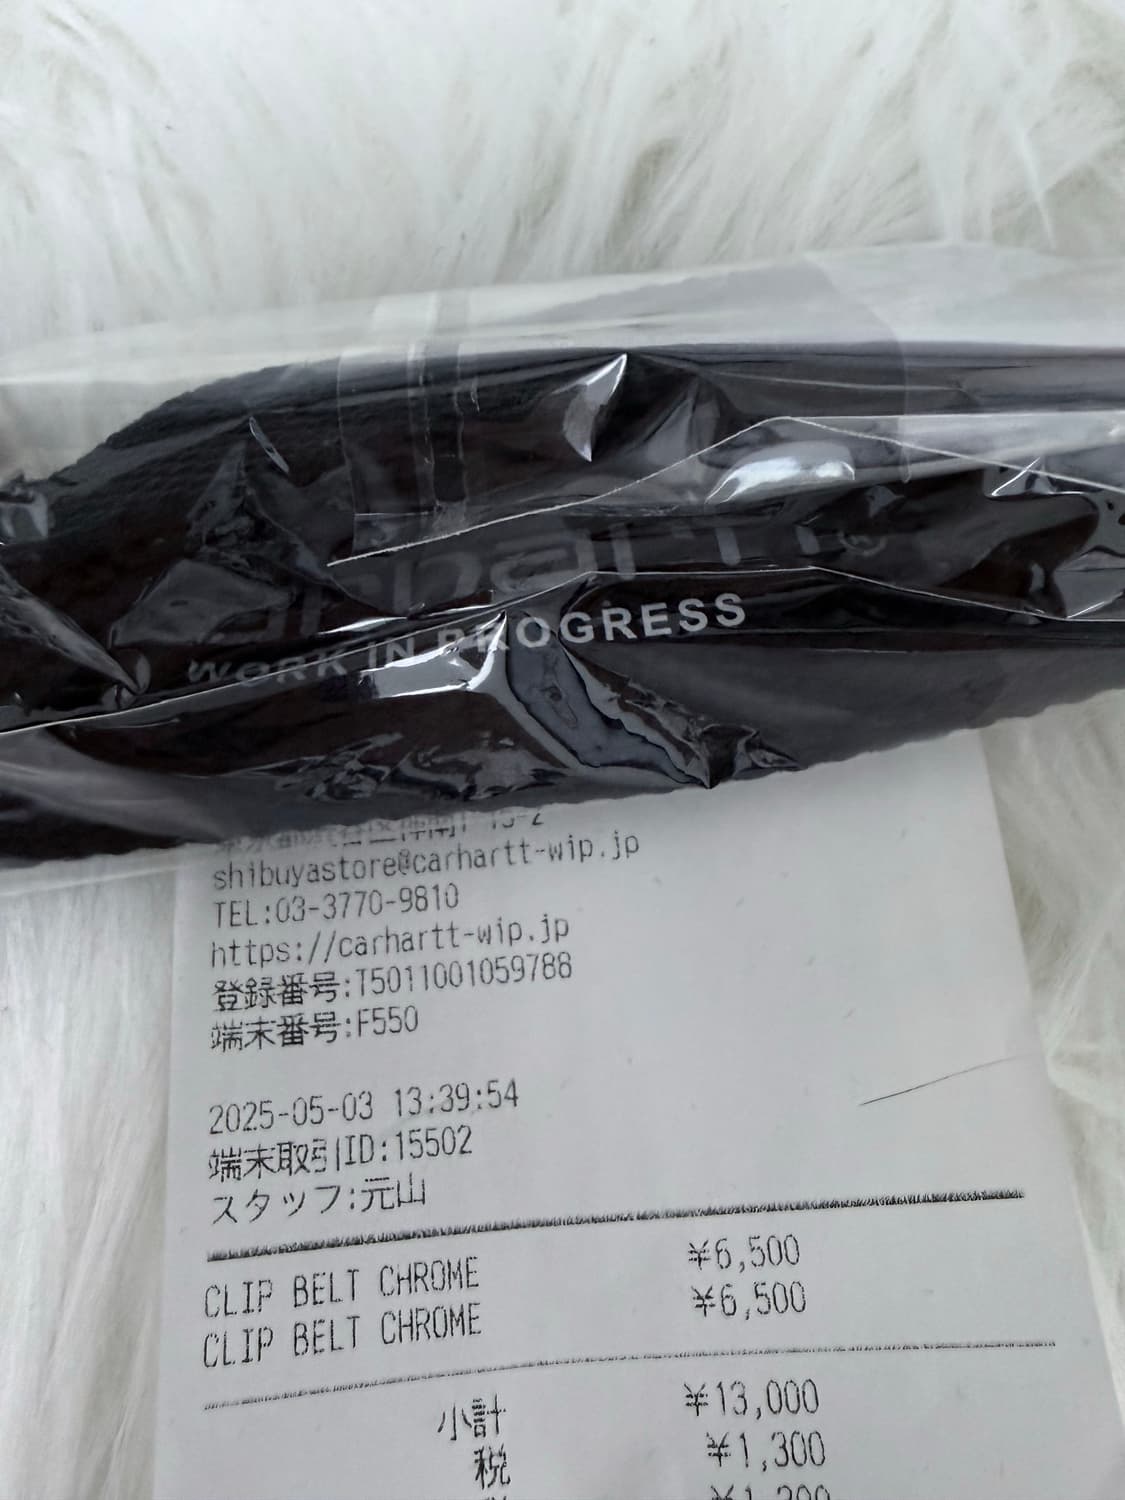 carhartt
WORK IN PROGRESS
shibuyastore@carhartt-wip.jp
TEL:03-3770-9810
https://carhartt-wip.jp
登録番号:T5011001059788
端末番号:F550
2025-05-03 13:39:54
端末取引ID:15502
スタッフ:元山
CLIP BELT CHROME ¥6,500
CLIP BELT CHROME ¥6,500
小計 ¥13,000
税 ¥1,300